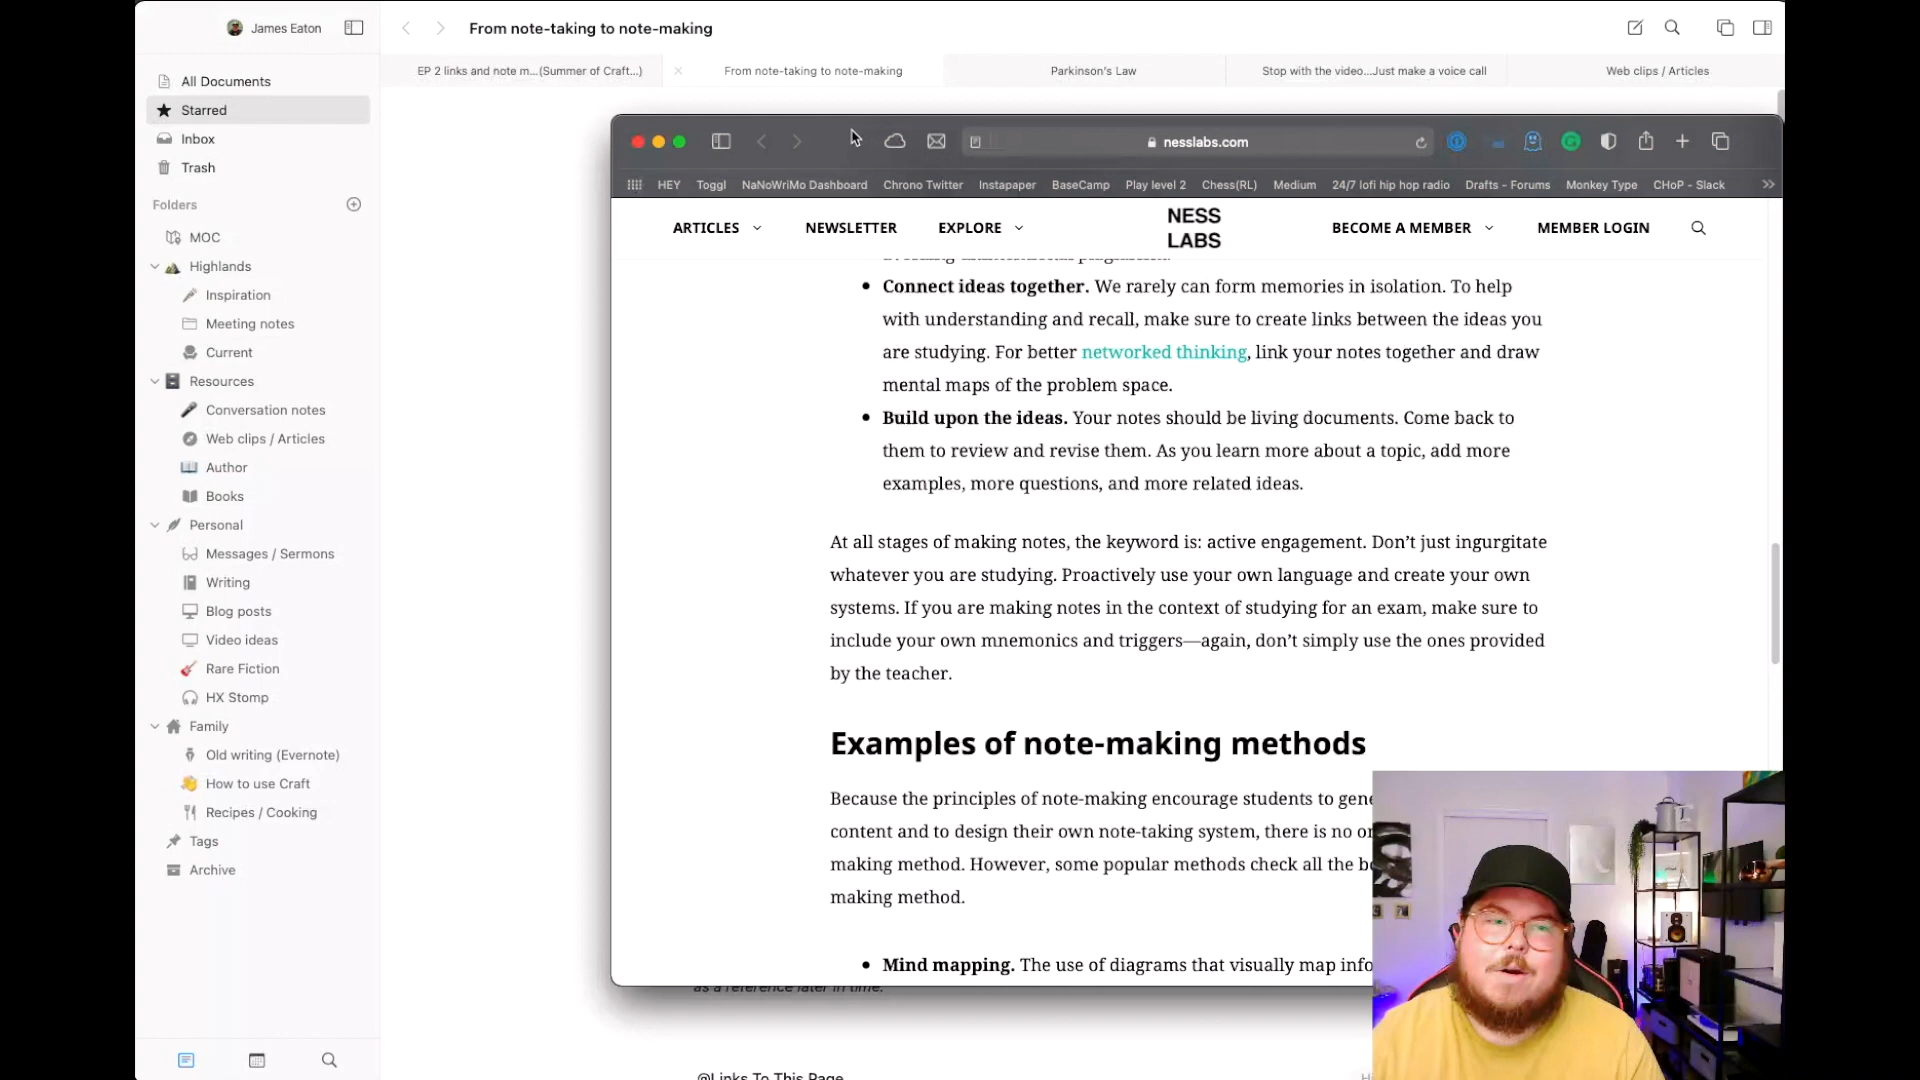 James Eaton
From note-taking to note-making
EP 2 links and note m...(Summer of Craft...)
From note-taking to note-making
Parkinson's Law
Stop with the video...Just make a voice call
Web clips / Articles
All Documents
Starred
Inbox
Trash
Folders
MOC
Highlands
Inspiration
Meeting notes
Current
Resources
Conversation notes
Web clips / Articles
Author
Books
Personal
Messages / Sermons
Writing
Blog posts
Video ideas
Rare Fiction
HX Stomp
Family
Old writing (Evernote)
How to use Craft
Recipes / Cooking
Tags
Archive
nesslabs.com
HEY Toggl NaNoWriMo Dashboard Chrono Twitter Instapaper BaseCamp Play level 2 Chess(RL) Medium 24/7 lofi hip hop radio Drafts - Forums Monkey Type CHoP - Slack
ARTICLES NEWSLETTER EXPLORE NESS LABS BECOME A MEMBER MEMBER LOGIN
• Connect ideas together. We rarely can form memories in isolation. To help
with understanding and recall, make sure to create links between the ideas you
are studying. For better networked thinking, link your notes together and draw
mental maps of the problem space.
• Build upon the ideas. Your notes should be living documents. Come back to
them to review and revise them. As you learn more about a topic, add more
examples, more questions, and more related ideas.
At all stages of making notes, the keyword is: active engagement. Don't just ingurgitate
whatever you are studying. Proactively use your own language and create your own
systems. If you are making notes in the context of studying for an exam, make sure to
include your own mnemonics and triggers—again, don't simply use the ones provided
by the teacher.
Examples of note-making methods
Because the principles of note-making encourage students to gene
content and to design their own note-taking system, there is no or
making method. However, some popular methods check all the b
making method.
• Mind mapping. The use of diagrams that visually map info
as a reference later in time.
@Links To This Page